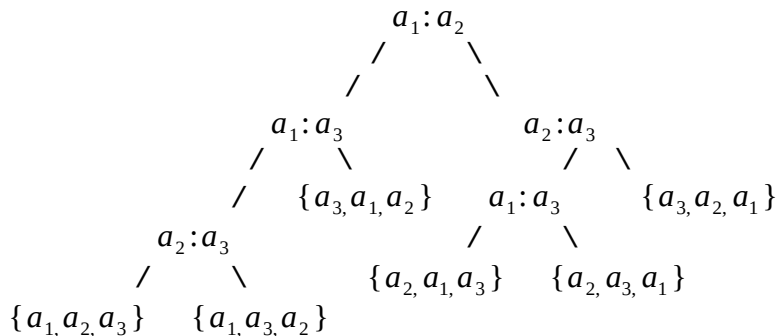 a₁:a₂
a₁:a₃ a₂:a₃
{a₃,a₁,a₂} a₁:a₃ {a₃,a₂,a₁}
a₂:a₃
{a₂,a₁,a₃} {a₂,a₃,a₁}
{a₁,a₂,a₃} {a₁,a₃,a₂}